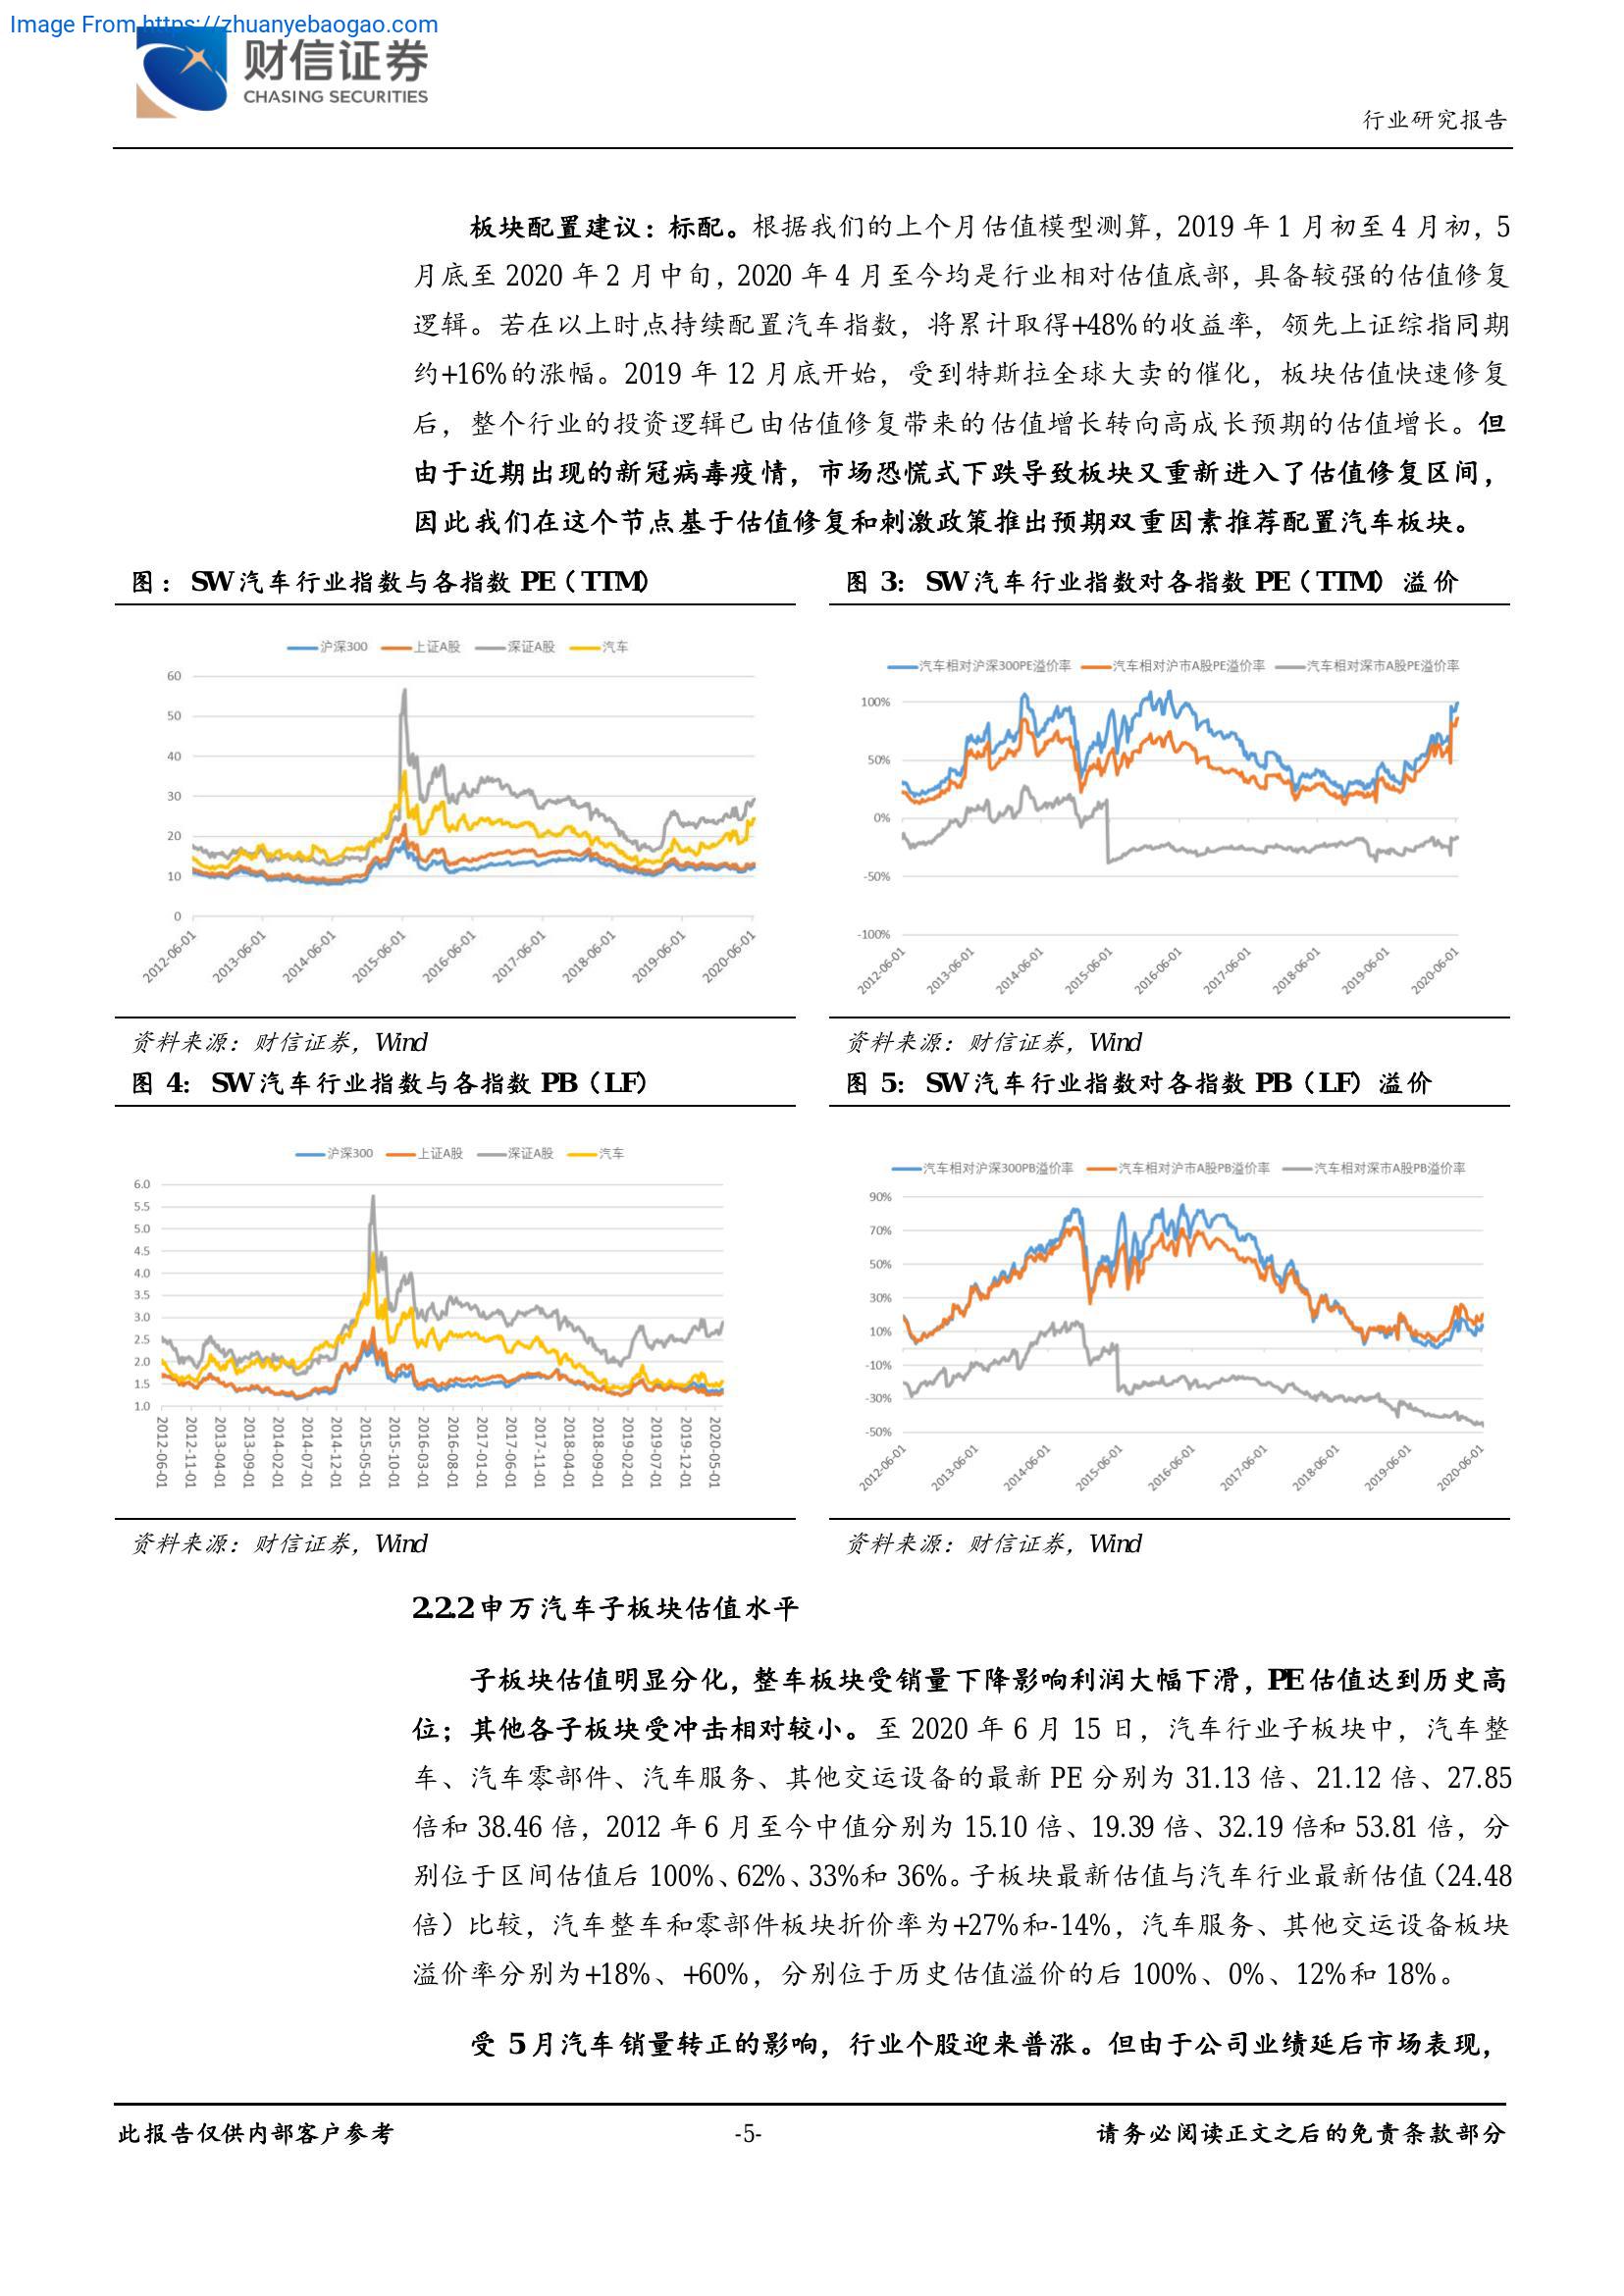 Image From https://zhuanyebaogao.com
财信证券
CHASING SECURITIES
行业研究报告
板块配置建议：标配。根据我们的上个月估值模型测算，2019 年 1 月初至 4 月初，5
月底至 2020 年 2 月中旬，2020 年 4 月至今均是行业相对估值底部，具备较强的估值修复
逻辑。若在以上时点持续配置汽车指数，将累计取得+48%的收益率，领先上证综指同期
约+16%的涨幅。2019 年 12 月底开始，受到特斯拉全球大卖的催化，板块估值快速修复
后，整个行业的投资逻辑已由估值修复带来的估值增长转向高成长预期的估值增长。但
由于近期出现的新冠病毒疫情，市场恐慌式下跌导致板块又重新进入了估值修复区间，
因此我们在这个节点基于估值修复和刺激政策推出预期双重因素推荐配置汽车板块。
图：SW 汽车行业指数与各指数 PE（TTM）
沪深300 上证A股 深证A股 汽车
60
50
40
30
20
10
0
2012-06-01 2013-06-01 2014-06-01 2015-06-01 2016-06-01 2017-06-01 2018-06-01 2019-06-01 2020-06-01
资料来源：财信证券，Wind
图 3：SW 汽车行业指数对各指数 PE（TTM）溢价
汽车相对沪深300PE溢价率 汽车相对沪市A股PE溢价率 汽车相对深市A股PE溢价率
100%
50%
0%
-50%
-100%
2012-06-01 2013-06-01 2014-06-01 2015-06-01 2016-06-01 2017-06-01 2018-06-01 2019-06-01 2020-06-01
资料来源：财信证券，Wind
图 4：SW 汽车行业指数与各指数 PB（LF）
沪深300 上证A股 深证A股 汽车
6.0
5.5
5.0
4.5
4.0
3.5
3.0
2.5
2.0
1.5
1.0
2012-06-01 2012-11-01 2013-04-01 2013-09-01 2014-02-01 2014-07-01 2014-12-01 2015-05-01 2015-10-01 2016-03-01 2016-08-01 2017-01-01 2017-06-01 2017-11-01 2018-04-01 2018-09-01 2019-02-01 2019-07-01 2019-12-01 2020-05-01
资料来源：财信证券，Wind
图 5：SW 汽车行业指数对各指数 PB（LF）溢价
汽车相对沪深300PB溢价率 汽车相对沪市A股PB溢价率 汽车相对深市A股PB溢价率
90%
70%
50%
30%
10%
-10%
-30%
-50%
2012-06-01 2013-06-01 2014-06-01 2015-06-01 2016-06-01 2017-06-01 2018-06-01 2019-06-01 2020-06-01
资料来源：财信证券，Wind
2.2.2 申万汽车子板块估值水平
子板块估值明显分化，整车板块受销量下降影响利润大幅下滑，PE 估值达到历史高
位；其他各子板块受冲击相对较小。至 2020 年 6 月 15 日，汽车行业子板块中，汽车整
车、汽车零部件、汽车服务、其他交运设备的最新 PE 分别为 31.13 倍、21.12 倍、27.85
倍和 38.46 倍，2012 年 6 月至今中值分别为 15.10 倍、19.39 倍、32.19 倍和 53.81 倍，分
别位于区间估值后 100%、62%、33%和 36%。子板块最新估值与汽车行业最新估值（24.48
倍）比较，汽车整车和零部件板块折价率为+27%和-14%，汽车服务、其他交运设备板块
溢价率分别为+18%、+60%，分别位于历史估值溢价的后 100%、0%、12%和 18%。
受 5 月汽车销量转正的影响，行业个股迎来普涨。但由于公司业绩延后市场表现，
此报告仅供内部客户参考
-5-
请务必阅读正文之后的免责条款部分